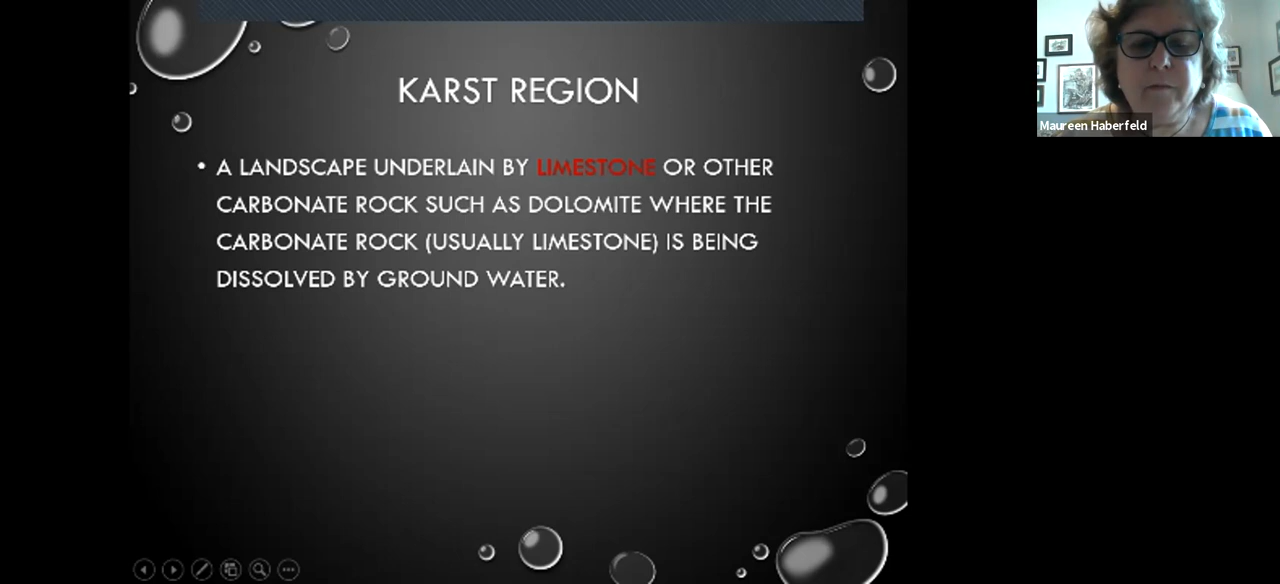 KARST REGION
• A LANDSCAPE UNDERLAIN BY LIMESTONE OR OTHER
CARBONATE ROCK SUCH AS DOLOMITE WHERE THE
CARBONATE ROCK (USUALLY LIMESTONE) IS BEING
DISSOLVED BY GROUND WATER.
Maureen Haberfeld